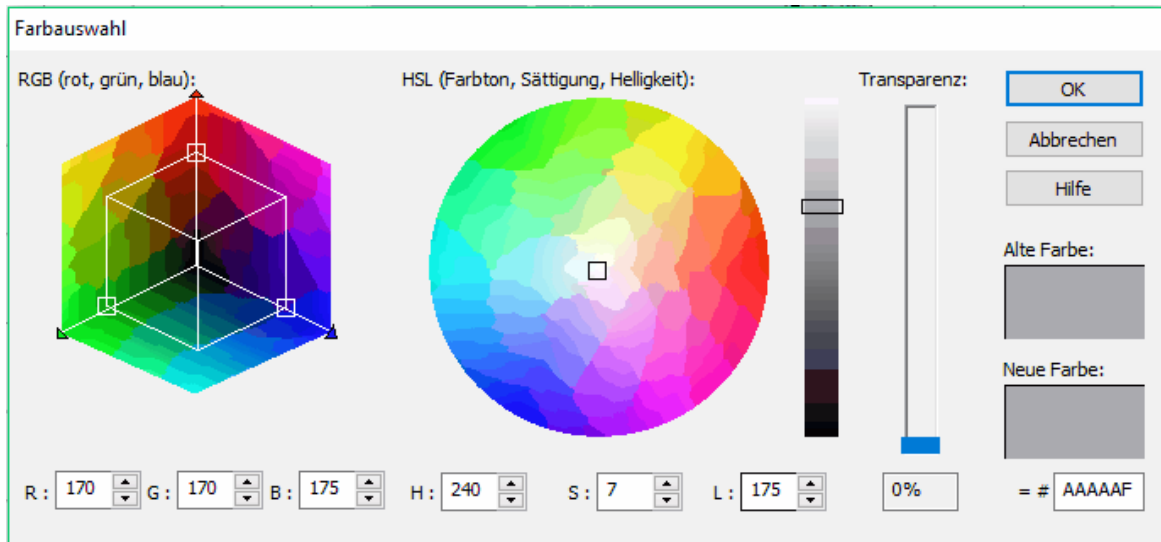 Farbauswahl
RGB (rot, grün, blau):
HSL (Farbton, Sättigung, Helligkeit):
Transparenz:
OK
Abbrechen
Hilfe
Alte Farbe:
Neue Farbe:
R : 170 G : 170 B : 175 H : 240 S : 7 L : 175 0% = # AAAAAF